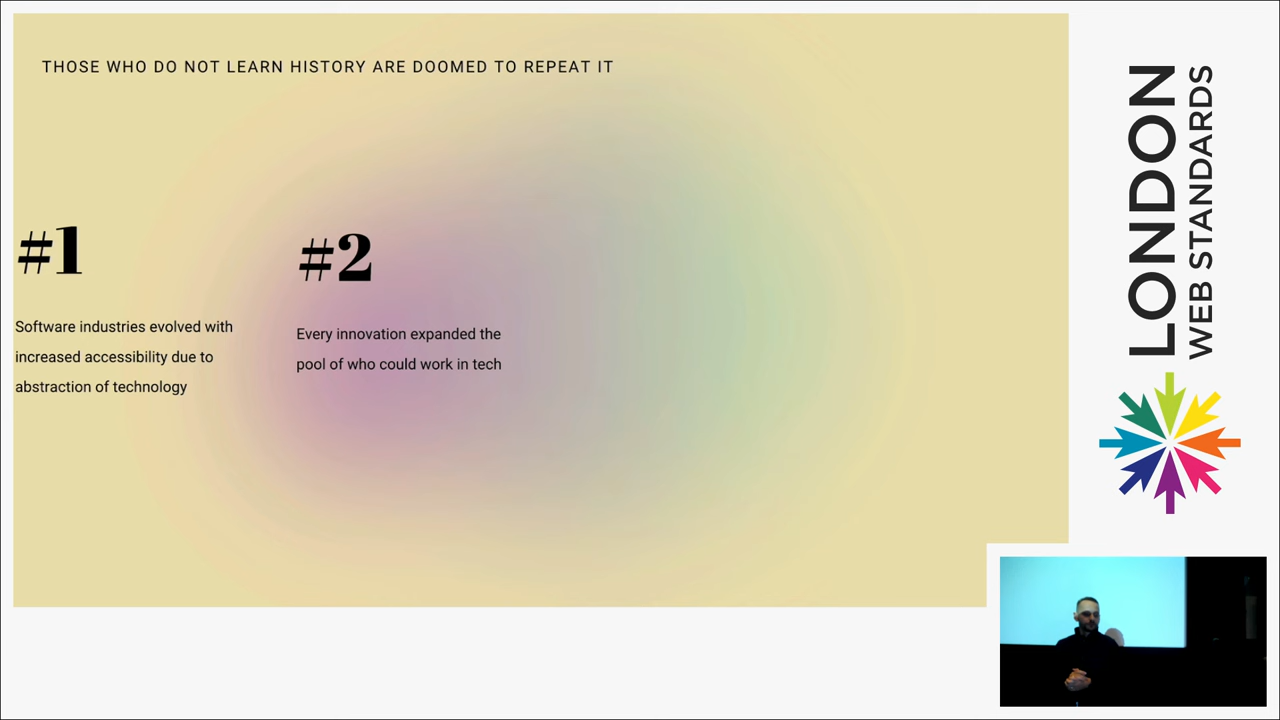 THOSE WHO DO NOT LEARN HISTORY ARE DOOMED TO REPEAT IT
#1
Software industries evolved with
increased accessibility due to
abstraction of technology
#2
Every innovation expanded the
pool of who could work in tech
LONDON
WEB STANDARDS